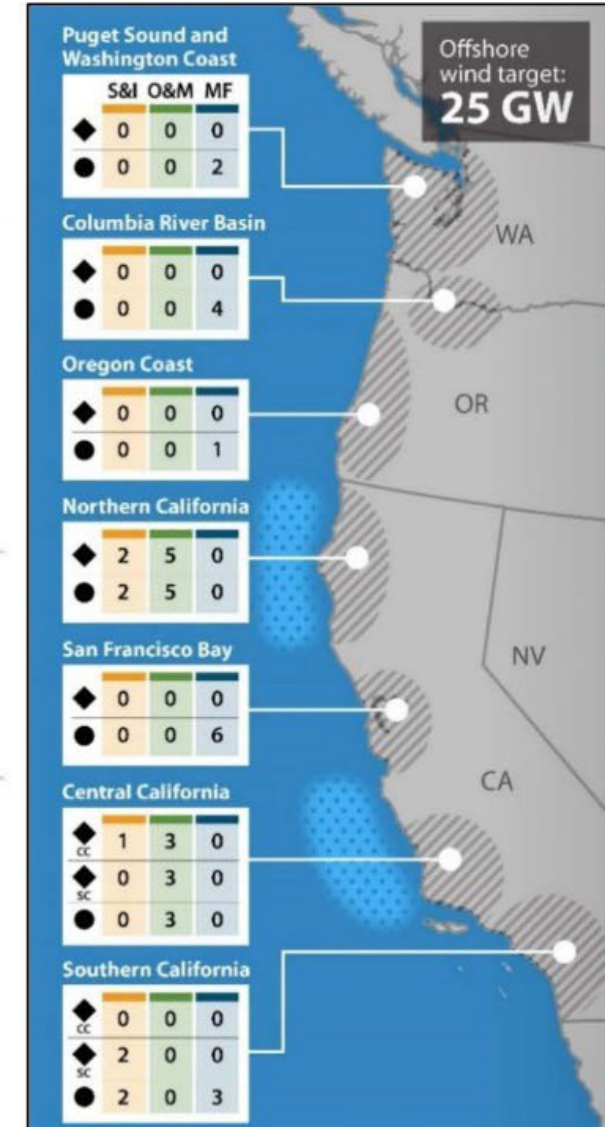 Puget Sound and
Washington Coast
S&I O&M MF
◆ 0 0 0
● 0 0 2
Columbia River Basin
◆ 0 0 0
● 0 0 4
Oregon Coast
◆ 0 0 0
● 0 0 1
Northern California
◆ 2 5 0
● 2 5 0
San Francisco Bay
◆ 0 0 0
● 0 0 6
Central California
◆ CC 1 3 0
◆ SC 0 3 0
● 0 3 0
Southern California
◆ CC 0 0 0
◆ SC 2 0 0
● 2 0 3
Offshore
wind target:
25 GW
WA
OR
NV
CA